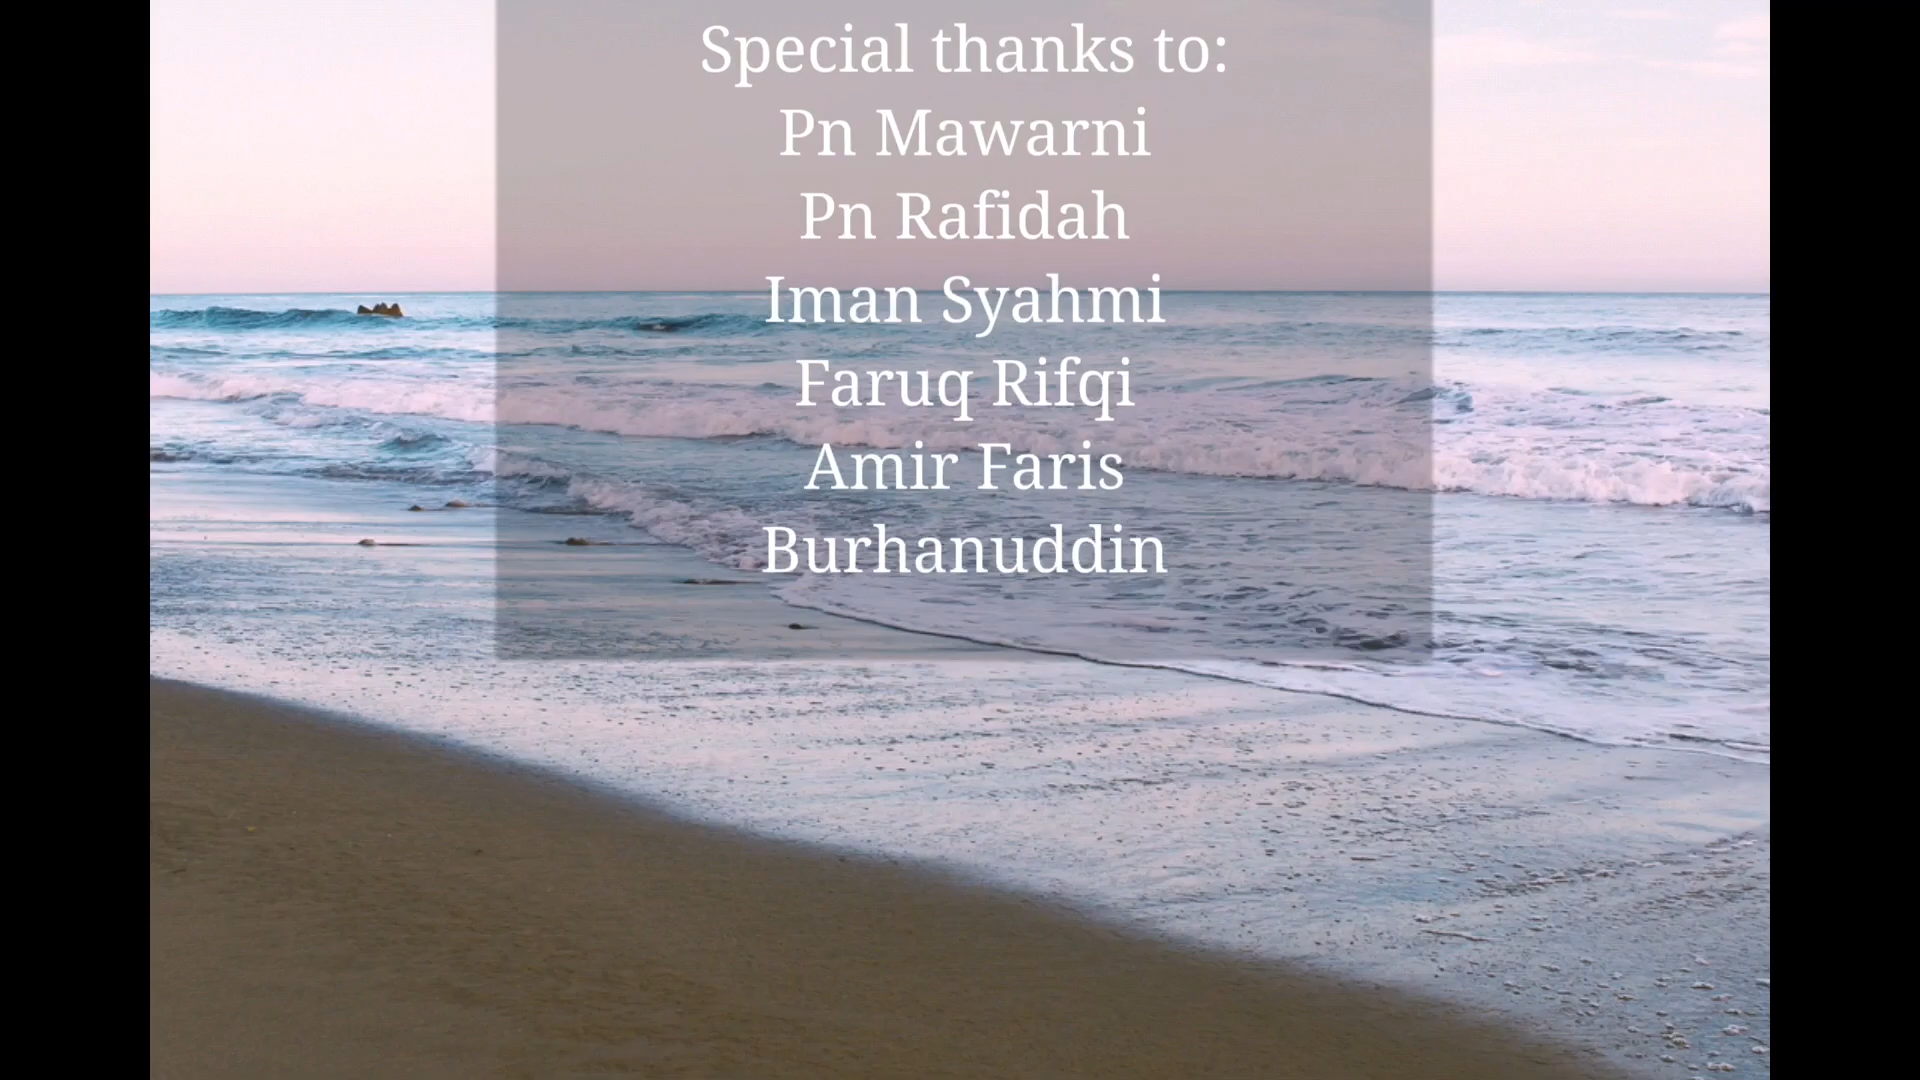 Special thanks to:
Pn Mawarni
Pn Rafidah
Iman Syahmi
Faruq Rifqi
Amir Faris
Burhanuddin